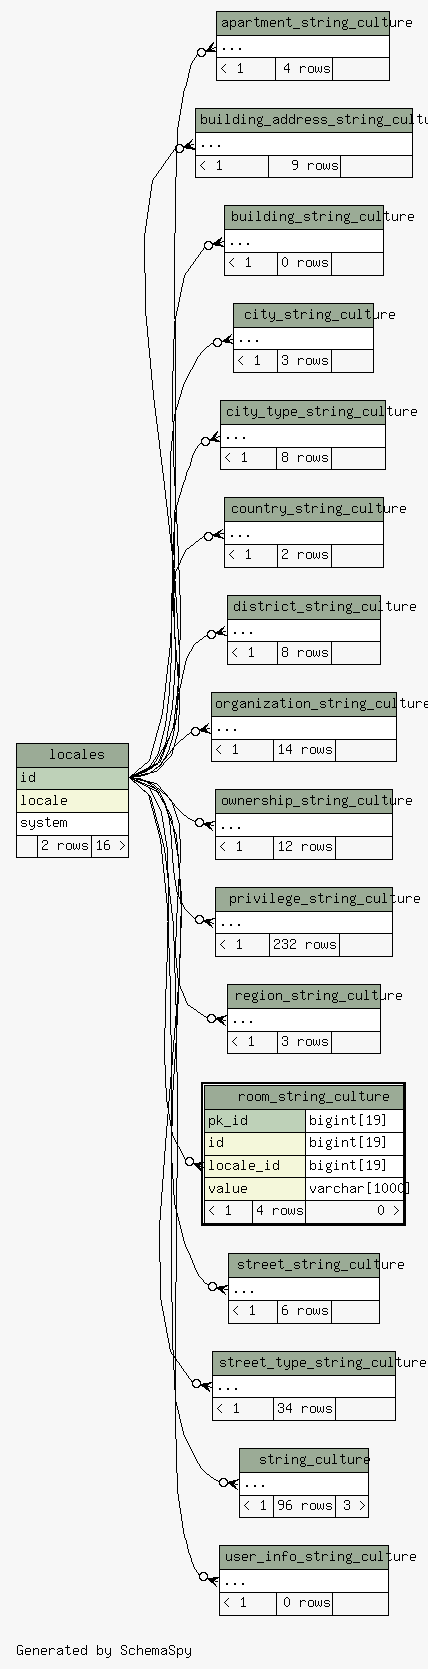 apartment_string_culture
...
< 1 4 rows
building_address_string_cultu
...
< 1 9 rows
building_string_culture
...
< 1 0 rows
city_string_culture
...
< 1 3 rows
city_type_string_culture
...
< 1 8 rows
country_string_culture
...
< 1 2 rows
district_string_culture
...
< 1 8 rows
organization_string_culture
...
< 1 14 rows
locales
id
locale
system
2 rows 16 >
ownership_string_culture
...
< 1 12 rows
privilege_string_culture
...
< 1 232 rows
region_string_culture
...
< 1 3 rows
room_string_culture
pk_id bigint[19]
id bigint[19]
locale_id bigint[19]
value varchar[1000]
< 1 4 rows 0 >
street_string_culture
...
< 1 6 rows
street_type_string_culture
...
< 1 34 rows
string_culture
...
< 1 96 rows 3 >
user_info_string_culture
...
< 1 0 rows
Generated by SchemaSpy